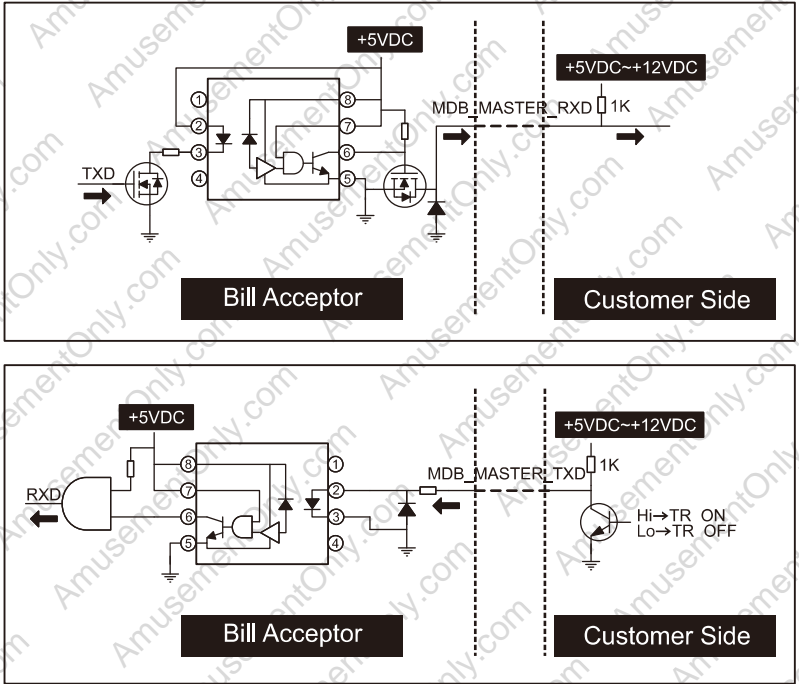 +5VDC
+5VDC~+12VDC
MDB_MASTER_RXD
1K
1
2
3
4
8
7
6
5
TXD
Bill Acceptor
Customer Side
+5VDC
+5VDC~+12VDC
MDB_MASTER_TXD
1K
8
7
6
5
1
2
3
4
RXD
Hi→TR ON
Lo→TR OFF
Bill Acceptor
Customer Side
AmusementOnly.com